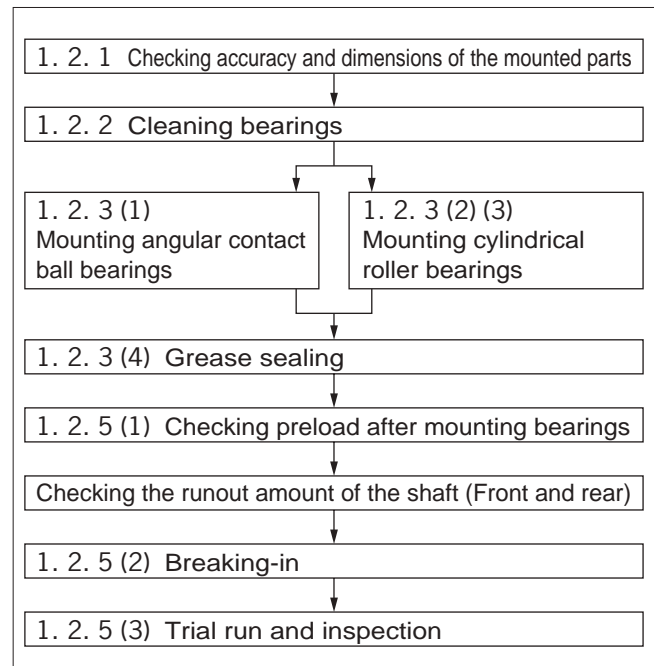 1. 2. 1 Checking accuracy and dimensions of the mounted parts
1. 2. 2 Cleaning bearings
1. 2. 3 (1)
Mounting angular contact
ball bearings
1. 2. 3 (2) (3)
Mounting cylindrical
roller bearings
1. 2. 3 (4) Grease sealing
1. 2. 5 (1) Checking preload after mounting bearings
Checking the runout amount of the shaft (Front and rear)
1. 2. 5 (2) Breaking-in
1. 2. 5 (3) Trial run and inspection